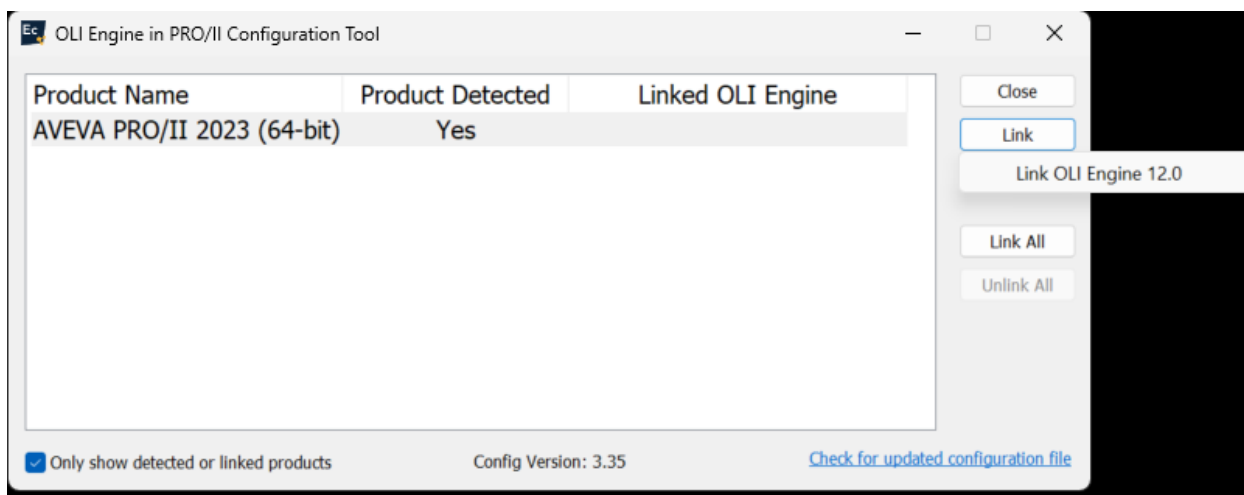 Ec OLI Engine in PRO/II Configuration Tool
Product Name Product Detected Linked OLI Engine
AVEVA PRO/II 2023 (64-bit) Yes
Close
Link
Link OLI Engine 12.0
Link All
Unlink All
Only show detected or linked products Config Version: 3.35 Check for updated configuration file